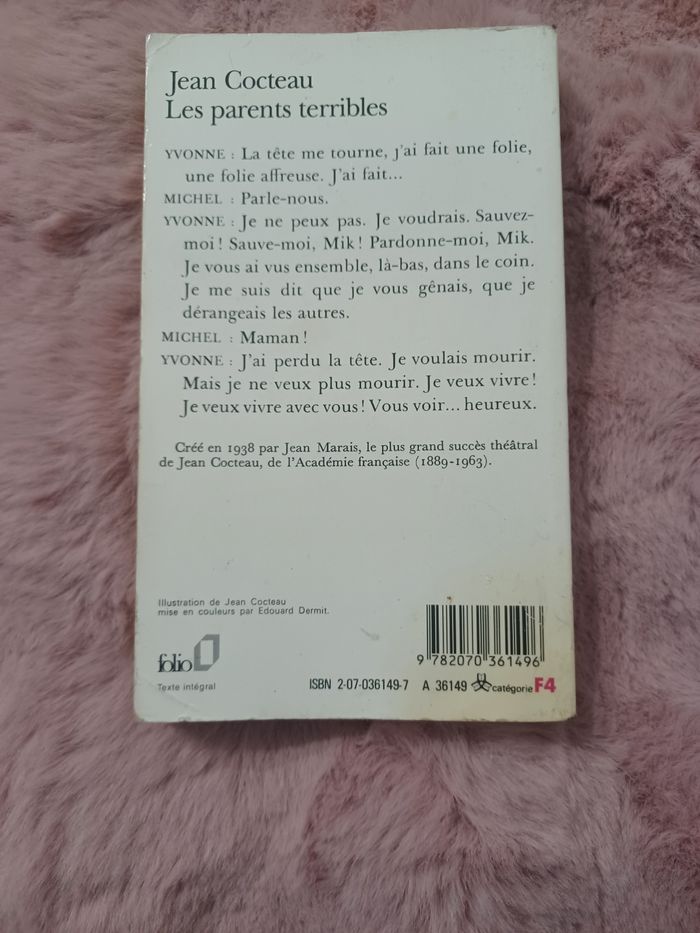 Jean Cocteau
Les parents terribles
YVONNE : La tête me tourne, j'ai fait une folie,
une folie affreuse. J'ai fait...
MICHEL : Parle-nous.
YVONNE : Je ne peux pas. Je voudrais. Sauvez-
moi ! Sauve-moi, Mik ! Pardonne-moi, Mik.
Je vous ai vus ensemble, là-bas, dans le coin.
Je me suis dit que je vous gênais, que je
dérangeais les autres.
MICHEL : Maman !
YVONNE : J'ai perdu la tête. Je voulais mourir.
Mais je ne veux plus mourir. Je veux vivre !
Je veux vivre avec vous ! Vous voir... heureux.
Créé en 1938 par Jean Marais, le plus grand succès théâtral
de Jean Cocteau, de l'Académie française (1889-1963).
Illustration de Jean Cocteau
mise en couleurs par Edouard Dermit.
folio
Texte intégral
9 782070 361496
ISBN 2-07-036149-7 A 36149 catégorie F4